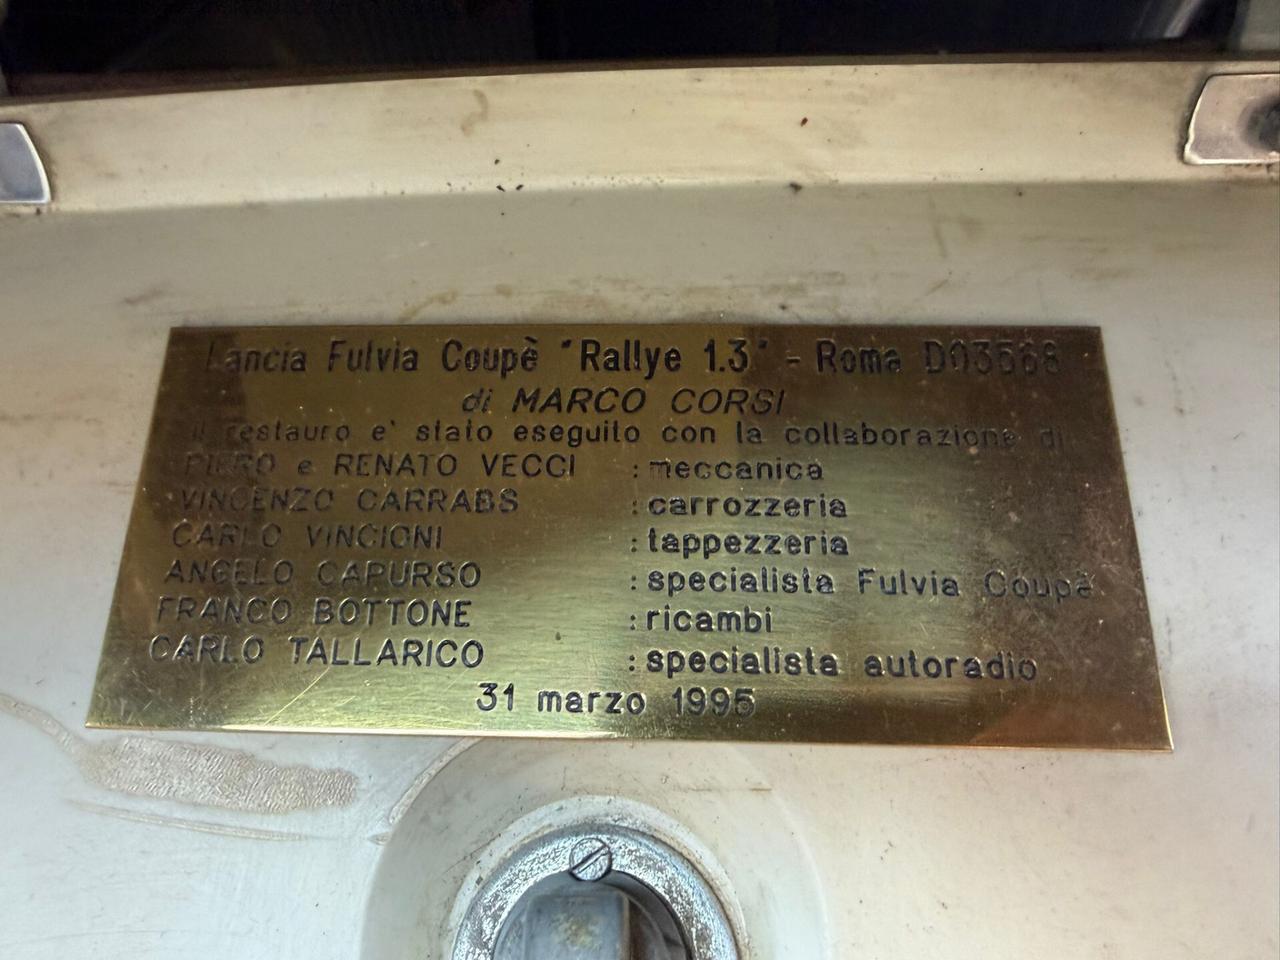 Lancia Fulvia Coupè "Rallye 1.3" - Roma D03568
di MARCO CORSI
il restauro e' stato eseguito con la collaborazione di
PIERO e RENATO VECCI : meccanica
VINCENZO CARRABS : carrozzeria
CARLO VINCIONI : tappezzeria
ANGELO CAPURSO : specialista Fulvia Coupè
FRANCO BOTTONE : ricambi
CARLO TALLARICO : specialista autoradio
31 marzo 1995